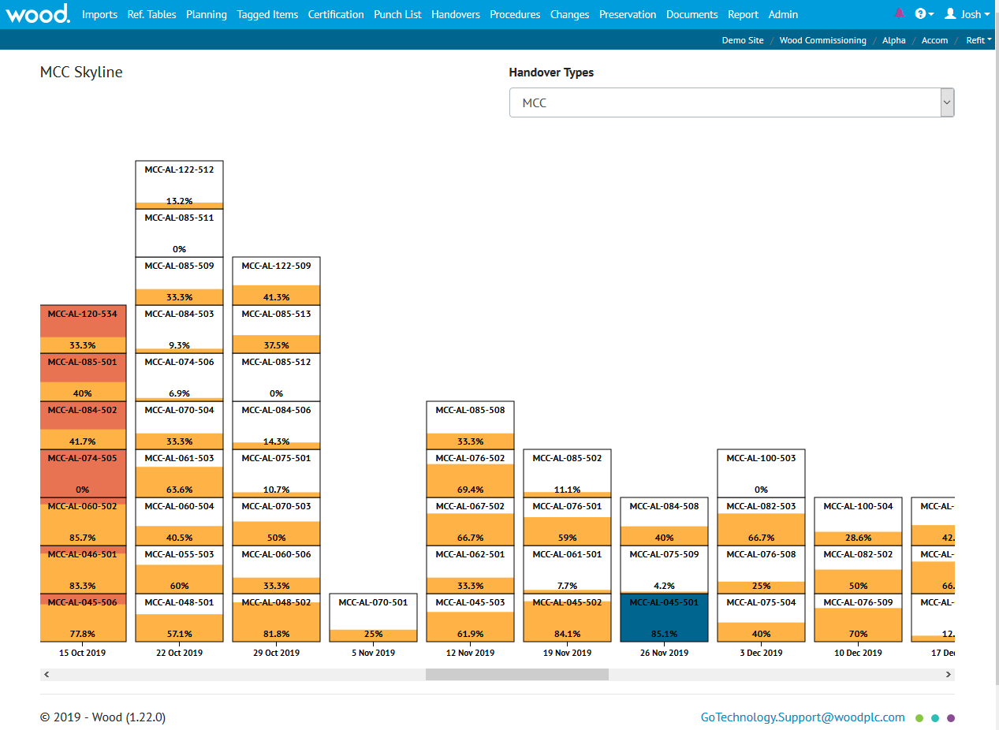 wood. Imports Ref. Tables Planning Tagged Items Certification Punch List Handovers Procedures Changes Preservation Documents Report Admin ? Josh
Demo Site / Wood Commissioning / Alpha / Accom / Refit
MCC Skyline
Handover Types
MCC
MCC-AL-122-512
13.2%
MCC-AL-085-511
0%
MCC-AL-085-509 MCC-AL-122-509
33.3% 41.3%
MCC-AL-120-534 MCC-AL-084-503 MCC-AL-085-513
33.3% 9.3% 37.5%
MCC-AL-085-501 MCC-AL-074-506 MCC-AL-085-512
40% 6.9% 0%
MCC-AL-084-502 MCC-AL-070-504 MCC-AL-084-506 MCC-AL-085-508
41.7% 33.3% 14.3% 33.3%
MCC-AL-074-505 MCC-AL-061-503 MCC-AL-075-501 MCC-AL-076-502 MCC-AL-085-502 MCC-AL-100-503
0% 63.6% 10.7% 69.4% 11.1% 0%
MCC-AL-060-502 MCC-AL-060-504 MCC-AL-070-503 MCC-AL-067-502 MCC-AL-076-501 MCC-AL-084-508 MCC-AL-082-503 MCC-AL-100-504 MCC-AL-
85.7% 40.5% 50% 66.7% 59% 40% 66.7% 28.6% 42.
MCC-AL-046-501 MCC-AL-055-503 MCC-AL-060-506 MCC-AL-062-501 MCC-AL-061-501 MCC-AL-075-509 MCC-AL-076-508 MCC-AL-082-502 MCC-AL-
83.3% 60% 33.3% 33.3% 7.7% 4.2% 25% 50% 66.
MCC-AL-045-506 MCC-AL-048-501 MCC-AL-048-502 MCC-AL-070-501 MCC-AL-045-503 MCC-AL-045-502 MCC-AL-045-501 MCC-AL-075-504 MCC-AL-076-509 MCC-AL-
77.8% 57.1% 81.8% 25% 61.9% 84.1% 85.1% 40% 70% 12.
15 Oct 2019 22 Oct 2019 29 Oct 2019 5 Nov 2019 12 Nov 2019 19 Nov 2019 26 Nov 2019 3 Dec 2019 10 Dec 2019 17 Dec
© 2019 - Wood (1.22.0) GoTechnology.Support@woodplc.com